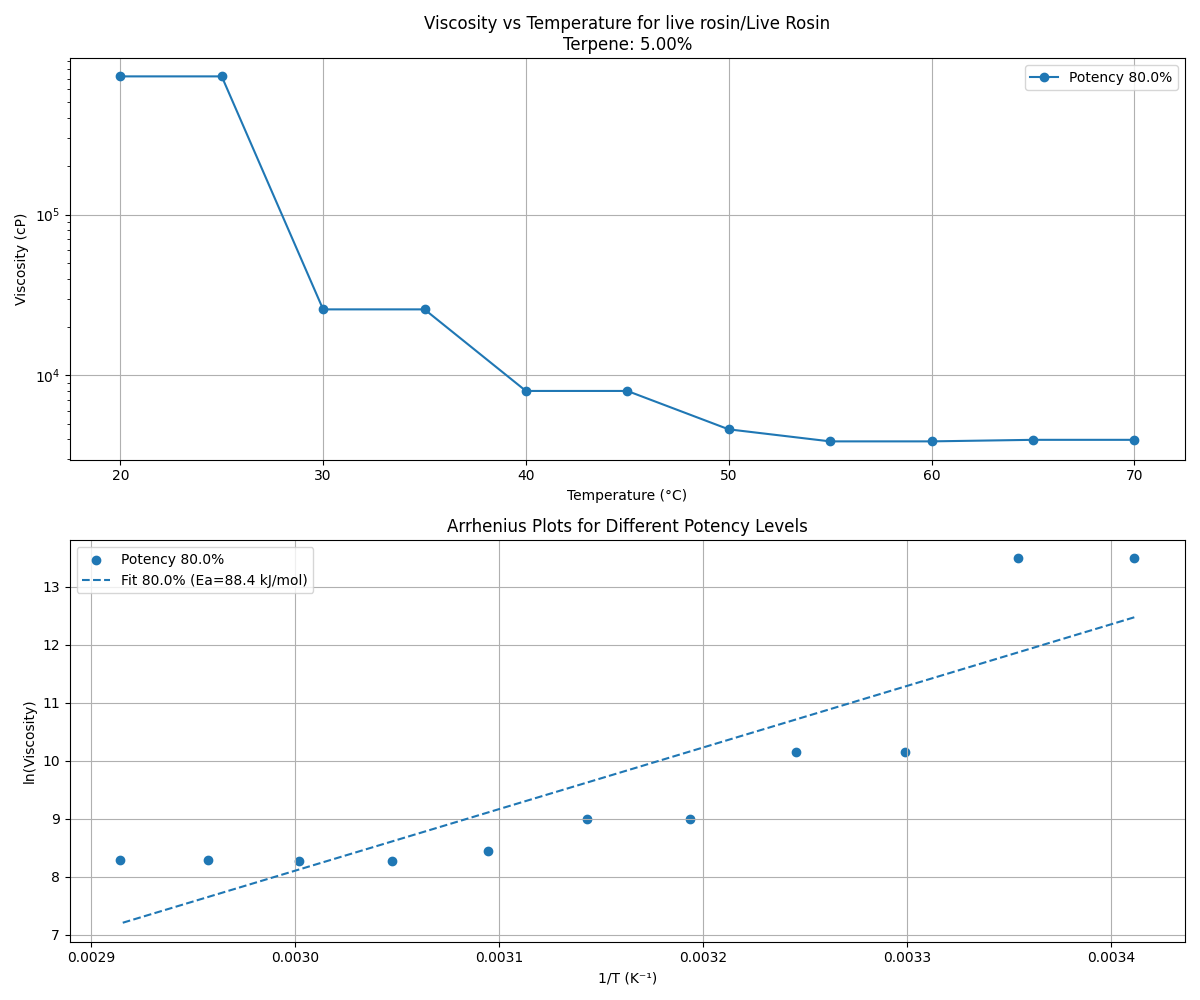 Viscosity vs Temperature for live rosin/Live Rosin
Terpene: 5.00%
Potency 80.0%
10⁵
10⁴
Viscosity (cP)
20 30 40 50 60 70
Temperature (°C)
Arrhenius Plots for Different Potency Levels
Potency 80.0%
Fit 80.0% (Ea=88.4 kJ/mol)
13
12
11
10
9
8
7
ln(Viscosity)
0.0029 0.0030 0.0031 0.0032 0.0033 0.0034
1/T (K⁻¹)